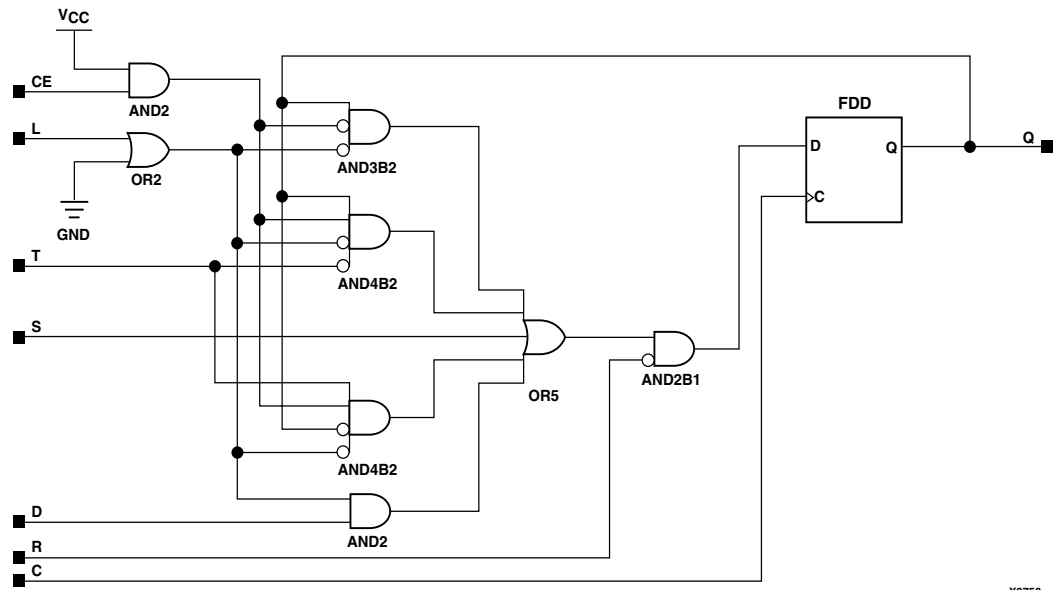 VCC
CE
AND2
L
OR2
GND
AND3B2
T
AND4B2
S
OR5
AND2B1
FDD
D
Q
C
Q
AND4B2
D
AND2
R
C